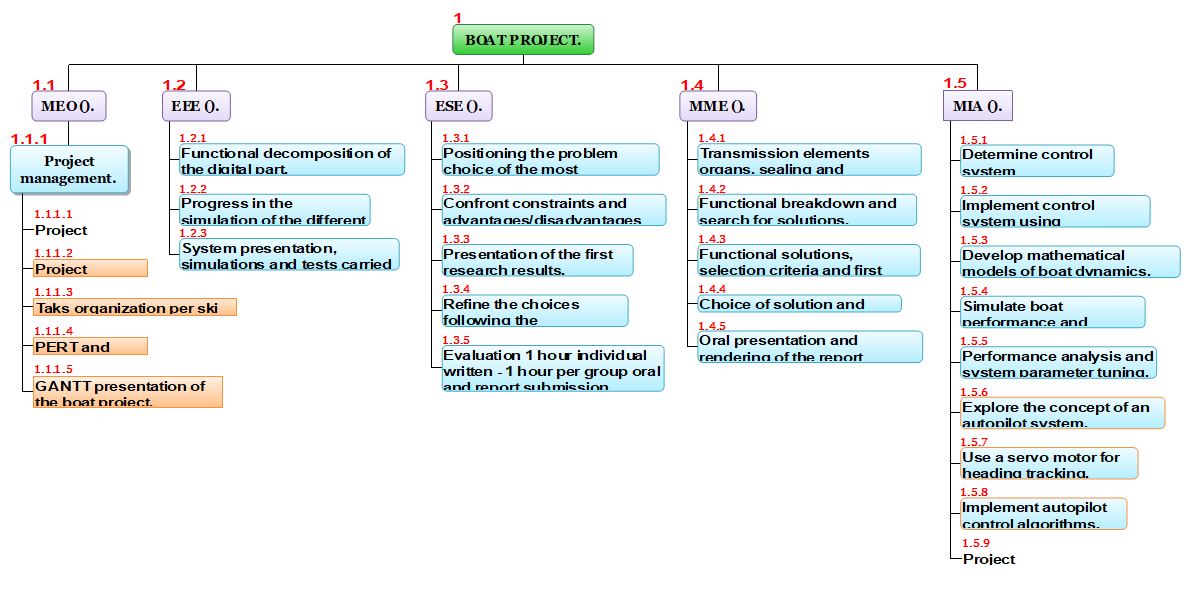 1
BOAT PROJECT.
1.1
MEO ().
1.1.1
Project
management.
1.1.1.1
Project
1.1.1.2
Project
1.1.1.3
Taks organization per ski
1.1.1.4
PERT and
1.1.1.5
GANTT presentation of
the boat project.
1.2
EEE ().
1.2.1
Functional decomposition of
the digital part.
1.2.2
Progress in the
simulation of the different
1.2.3
System presentation,
simulations and tests carried
1.3
ESE ().
1.3.1
Positioning the problem
choice of the most
1.3.2
Confront constraints and
advantages/disadvantages
1.3.3
Presentation of the first
research results.
1.3.4
Refine the choices
following the
1.3.5
Evaluation 1 hour individual
written - 1 hour per group oral
and report submission
1.4
MME ().
1.4.1
Transmission elements
organs, sealing and
1.4.2
Functional breakdown and
search for solutions.
1.4.3
Functional solutions,
selection criteria and first
1.4.4
Choice of solution and
1.4.5
Oral presentation and
rendering of the report
1.5
MIA ().
1.5.1
Determine control
system
1.5.2
Implement control
system using
1.5.3
Develop mathematical
models of boat dynamics.
1.5.4
Simulate boat
performance and
1.5.5
Performance analysis and
system parameter tuning.
1.5.6
Explore the concept of an
autopilot system.
1.5.7
Use a servo motor for
heading tracking.
1.5.8
Implement autopilot
control algorithms.
1.5.9
Project